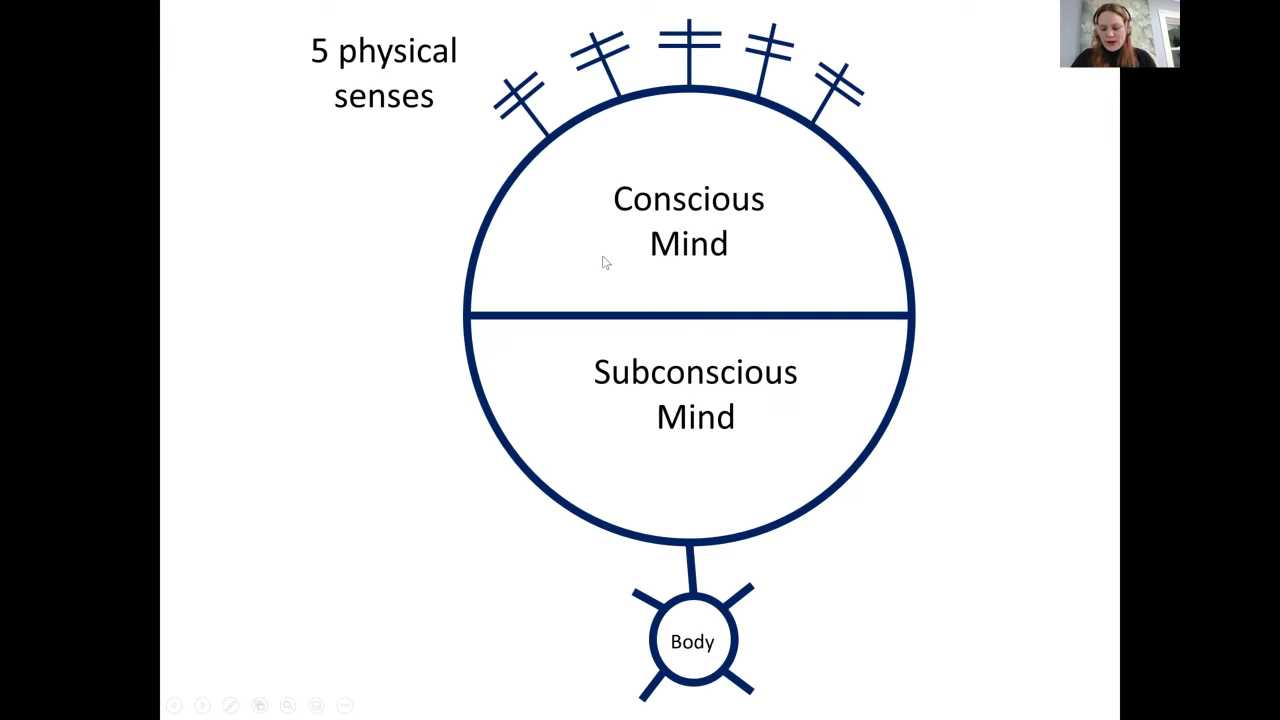 5 physical
senses
Conscious
Mind
Subconscious
Mind
Body